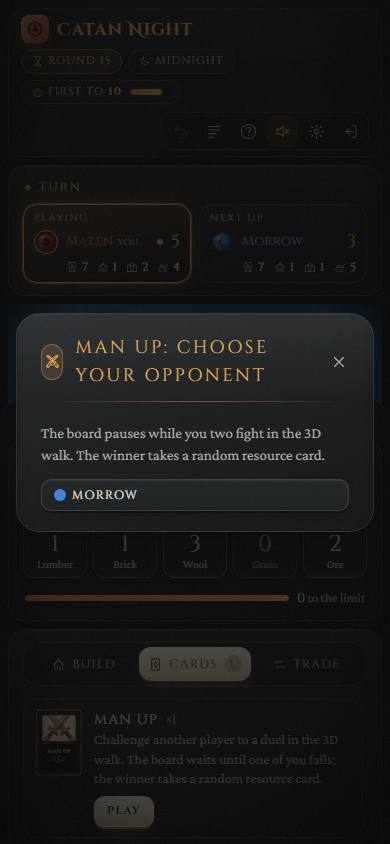 CATAN NIGHT
ROUND 15
MIDNIGHT
FIRST TO 10
TURN
PLAYING
MAZEN YOU 5
7 1 2 4
NEXT UP
MORROW 3
7 1 1 5
MAN UP: CHOOSE
YOUR OPPONENT
The board pauses while you two fight in the 3D
walk. The winner takes a random resource card.
MORROW
1 1 3 0 2
Lumber Brick Wool Grain Ore
0 to the limit
BUILD CARDS 1 TRADE
MAN UP
MAN UP ×1
Challenge another player to a duel in the 3D
walk. The board waits until one of you falls;
the winner takes a random resource card.
PLAY